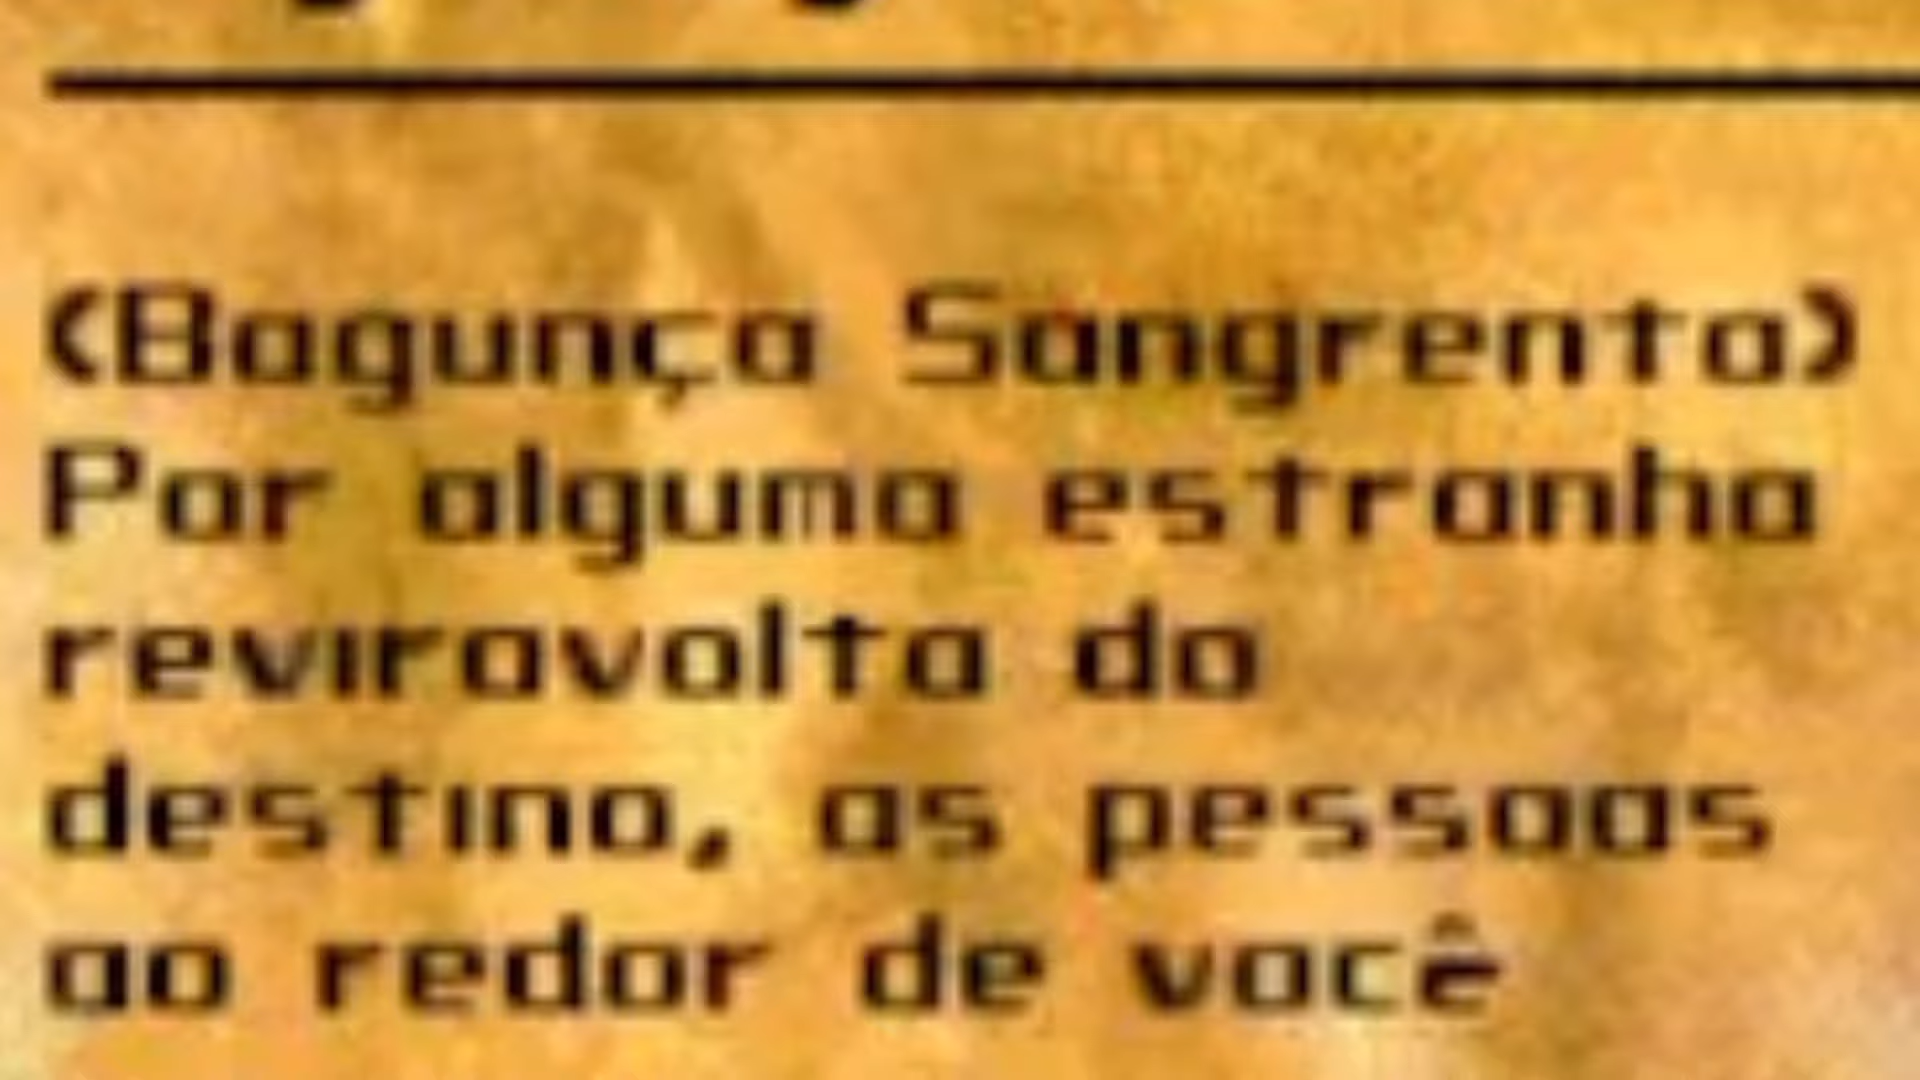 (Bagunça Sangrenta)
Por alguma estranha
reviravolta do
destino, as pessoas
ao redor de você